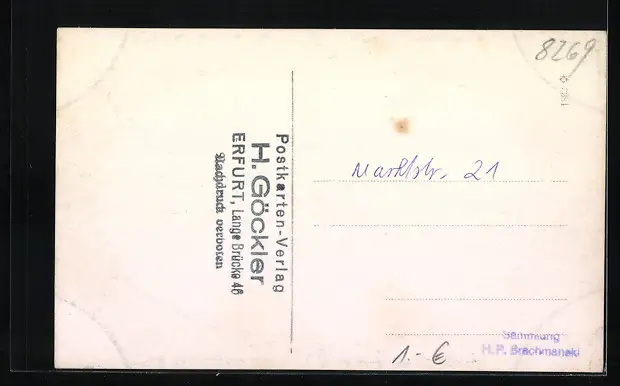 8269
Postkarten-Verlag
H. Göckler
ERFURT, Lange Brücke 46
Nachdruck verboten
Marktstr. 21
Sammlung
H.P. Brachmanski
1.- €